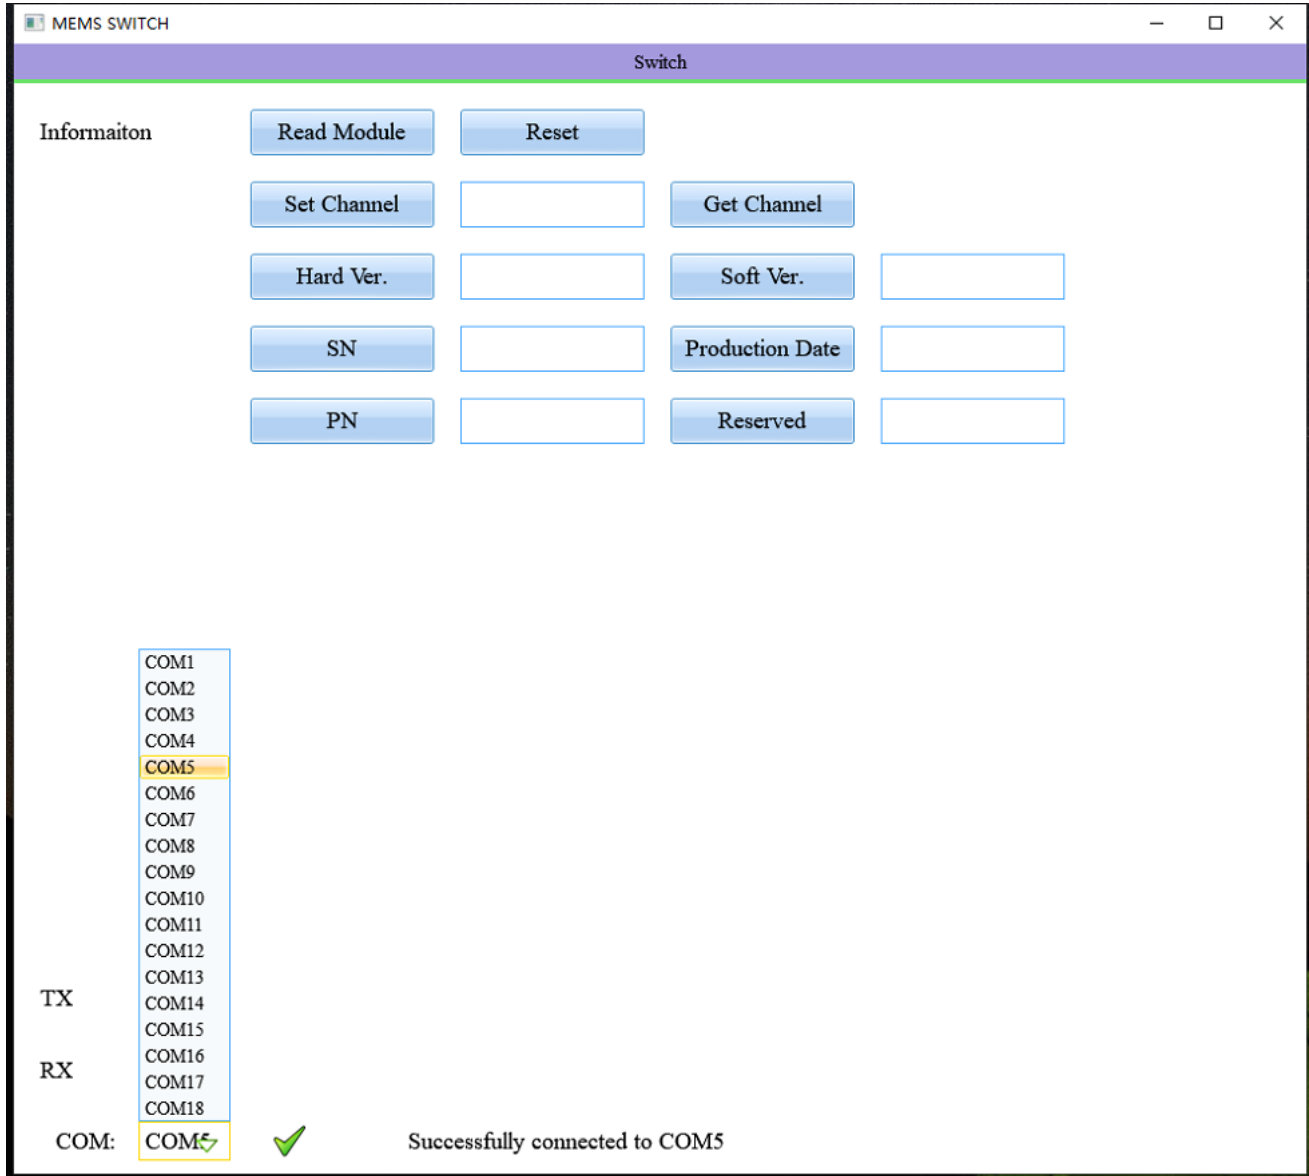 MEMS SWITCH
Switch
Informaiton Read Module Reset
Set Channel Get Channel
Hard Ver. Soft Ver.
SN Production Date
PN Reserved
COM1
COM2
COM3
COM4
COM5
COM6
COM7
COM8
COM9
COM10
COM11
COM12
COM13
TX
COM14
COM15
COM16
RX
COM17
COM18
COM: COM5 Successfully connected to COM5